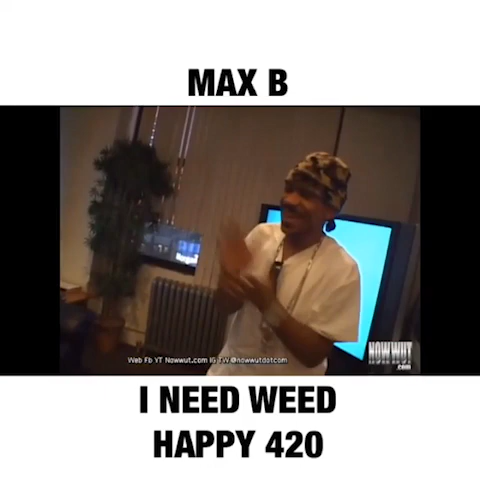 MAX B
Web Fb YT Nowwut.com IG TW @nowwutdotcom
NOWWUT
.com
I NEED WEED
HAPPY 420